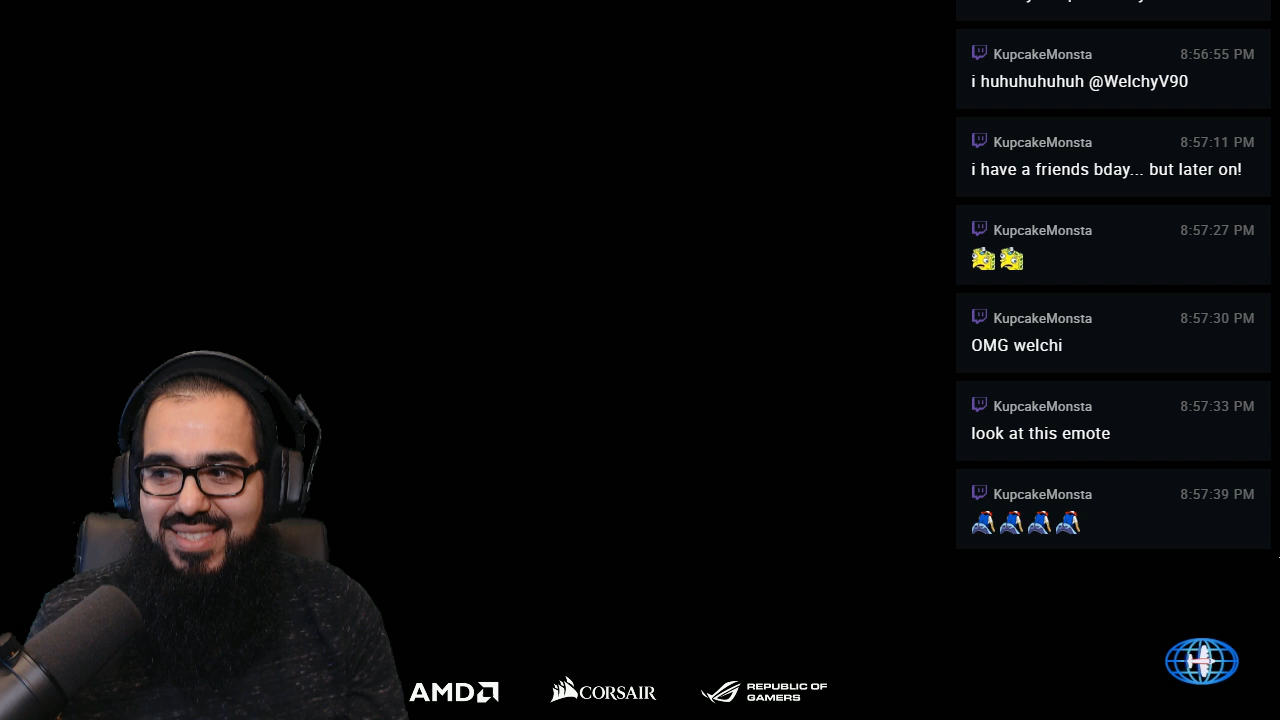 KupcakeMonsta 8:56:55 PM
i huhuhuhuhuh @WelchyV90
KupcakeMonsta 8:57:11 PM
i have a friends bday... but later on!
KupcakeMonsta 8:57:27 PM
KupcakeMonsta 8:57:30 PM
OMG welchi
KupcakeMonsta 8:57:33 PM
look at this emote
KupcakeMonsta 8:57:39 PM
AMD
CORSAIR
REPUBLIC OF
GAMERS